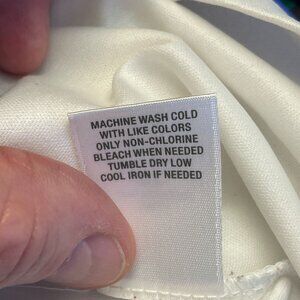 MACHINE WASH COLD
WITH LIKE COLORS
ONLY NON-CHLORINE
BLEACH WHEN NEEDED
TUMBLE DRY LOW
COOL IRON IF NEEDED